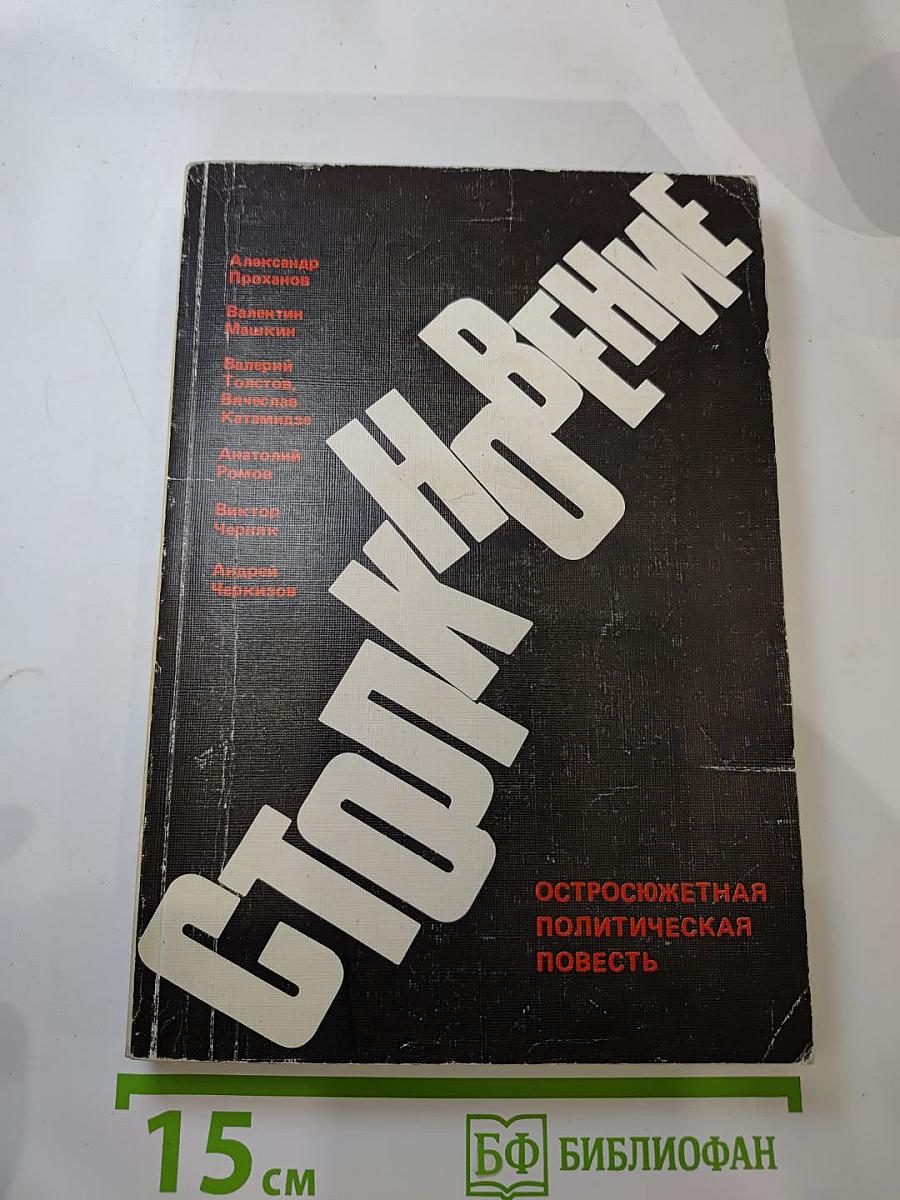 Александр
Проханов
Валентин
Машкин
Валерий
Толстов,
Вячеслав
Катамидзе
Анатолий
Ромов
Виктор
Черняк
Андрей
Черкизов
СТОЛКНОВЕНИЕ
ОСТРОСЮЖЕТНАЯ
ПОЛИТИЧЕСКАЯ
ПОВЕСТЬ
15 см
БФ БИБЛИОФАН